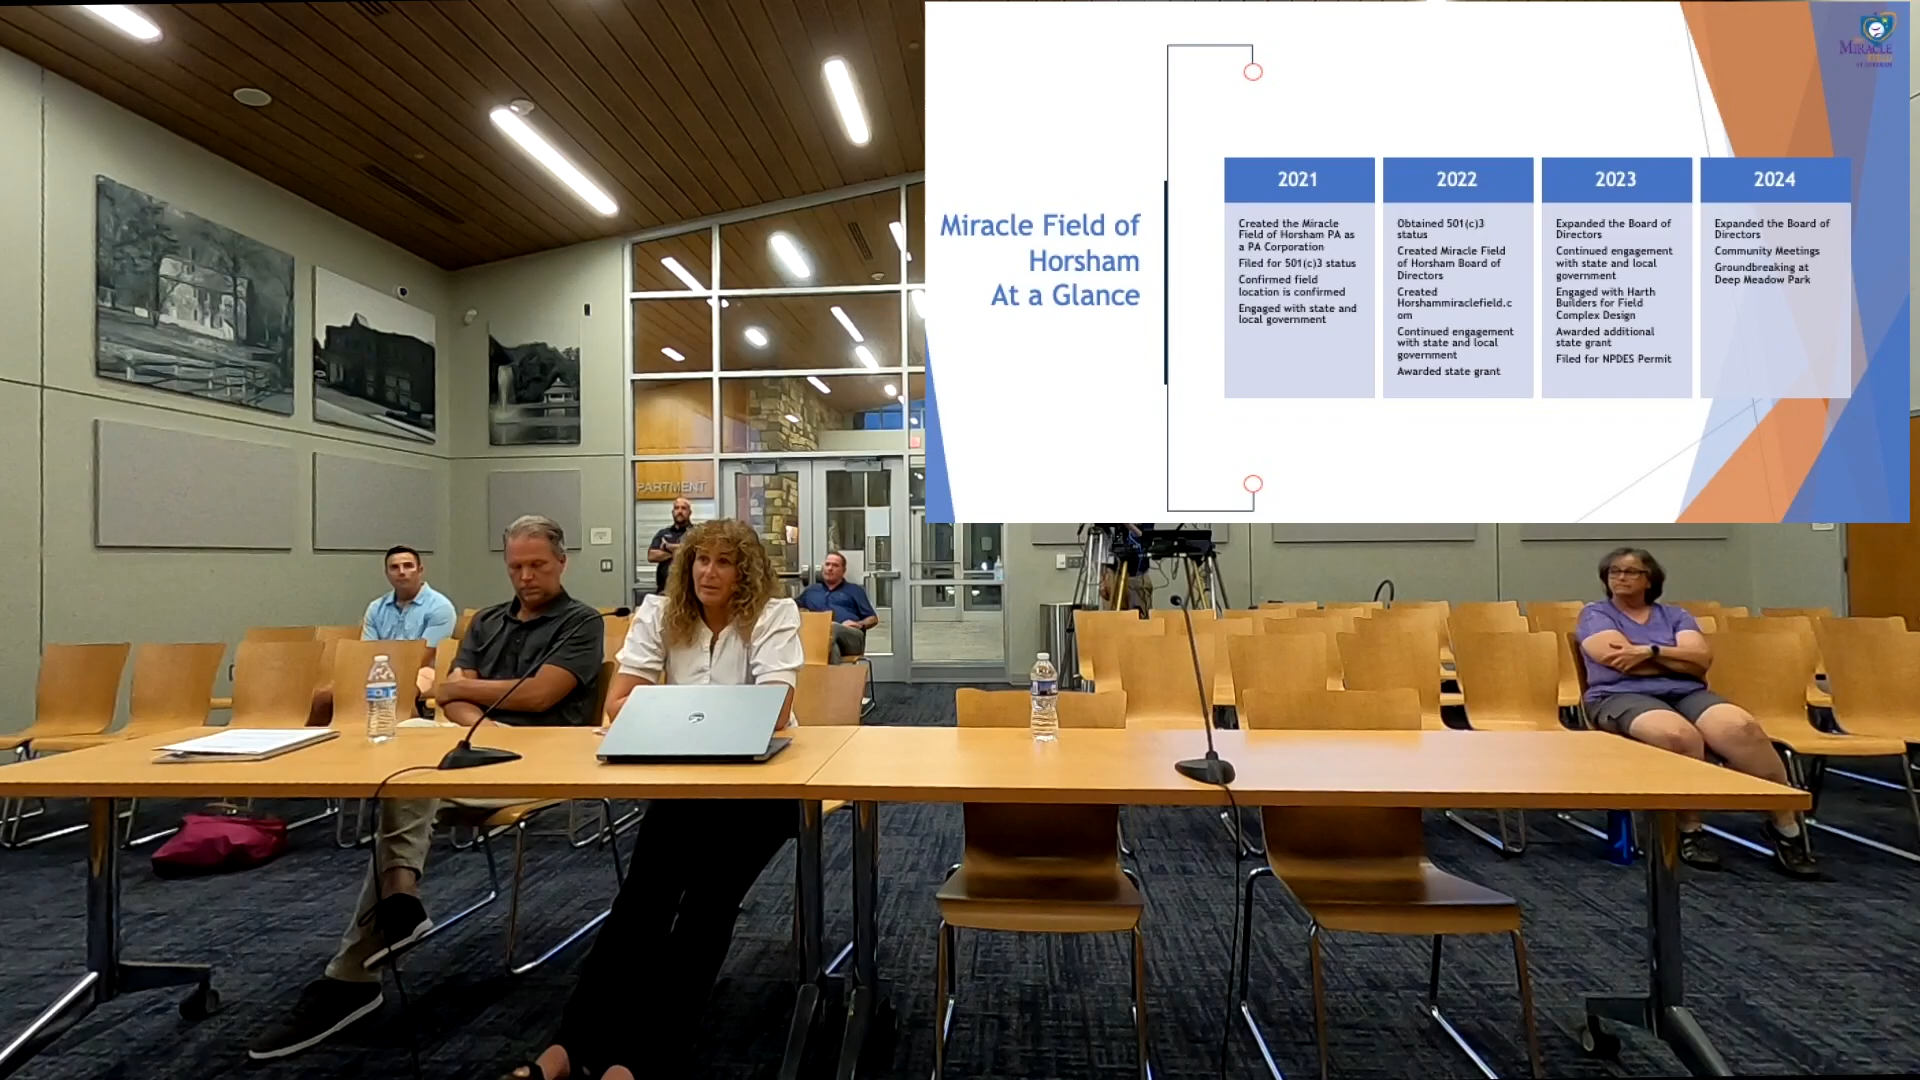 MIRACLE
Miracle Field of
Horsham
At a Glance
2021
Created the Miracle
Field of Horsham PA as
a PA Corporation
Filed for 501(c)3 status
Confirmed field
location is confirmed
Engaged with state and
local government
2022
Obtained 501(c)3
status
Created Miracle Field
of Horsham Board of
Directors
Created
Horshammiraclefield.c
om
Continued engagement
with state and local
government
Awarded state grant
2023
Expanded the Board of
Directors
Continued engagement
with state and local
government
Engaged with Harth
Builders for Field
Complex Design
Awarded additional
state grant
Filed for NPDES Permit
2024
Expanded the Board of
Directors
Community Meetings
Groundbreaking at
Deep Meadow Park
PARTMENT